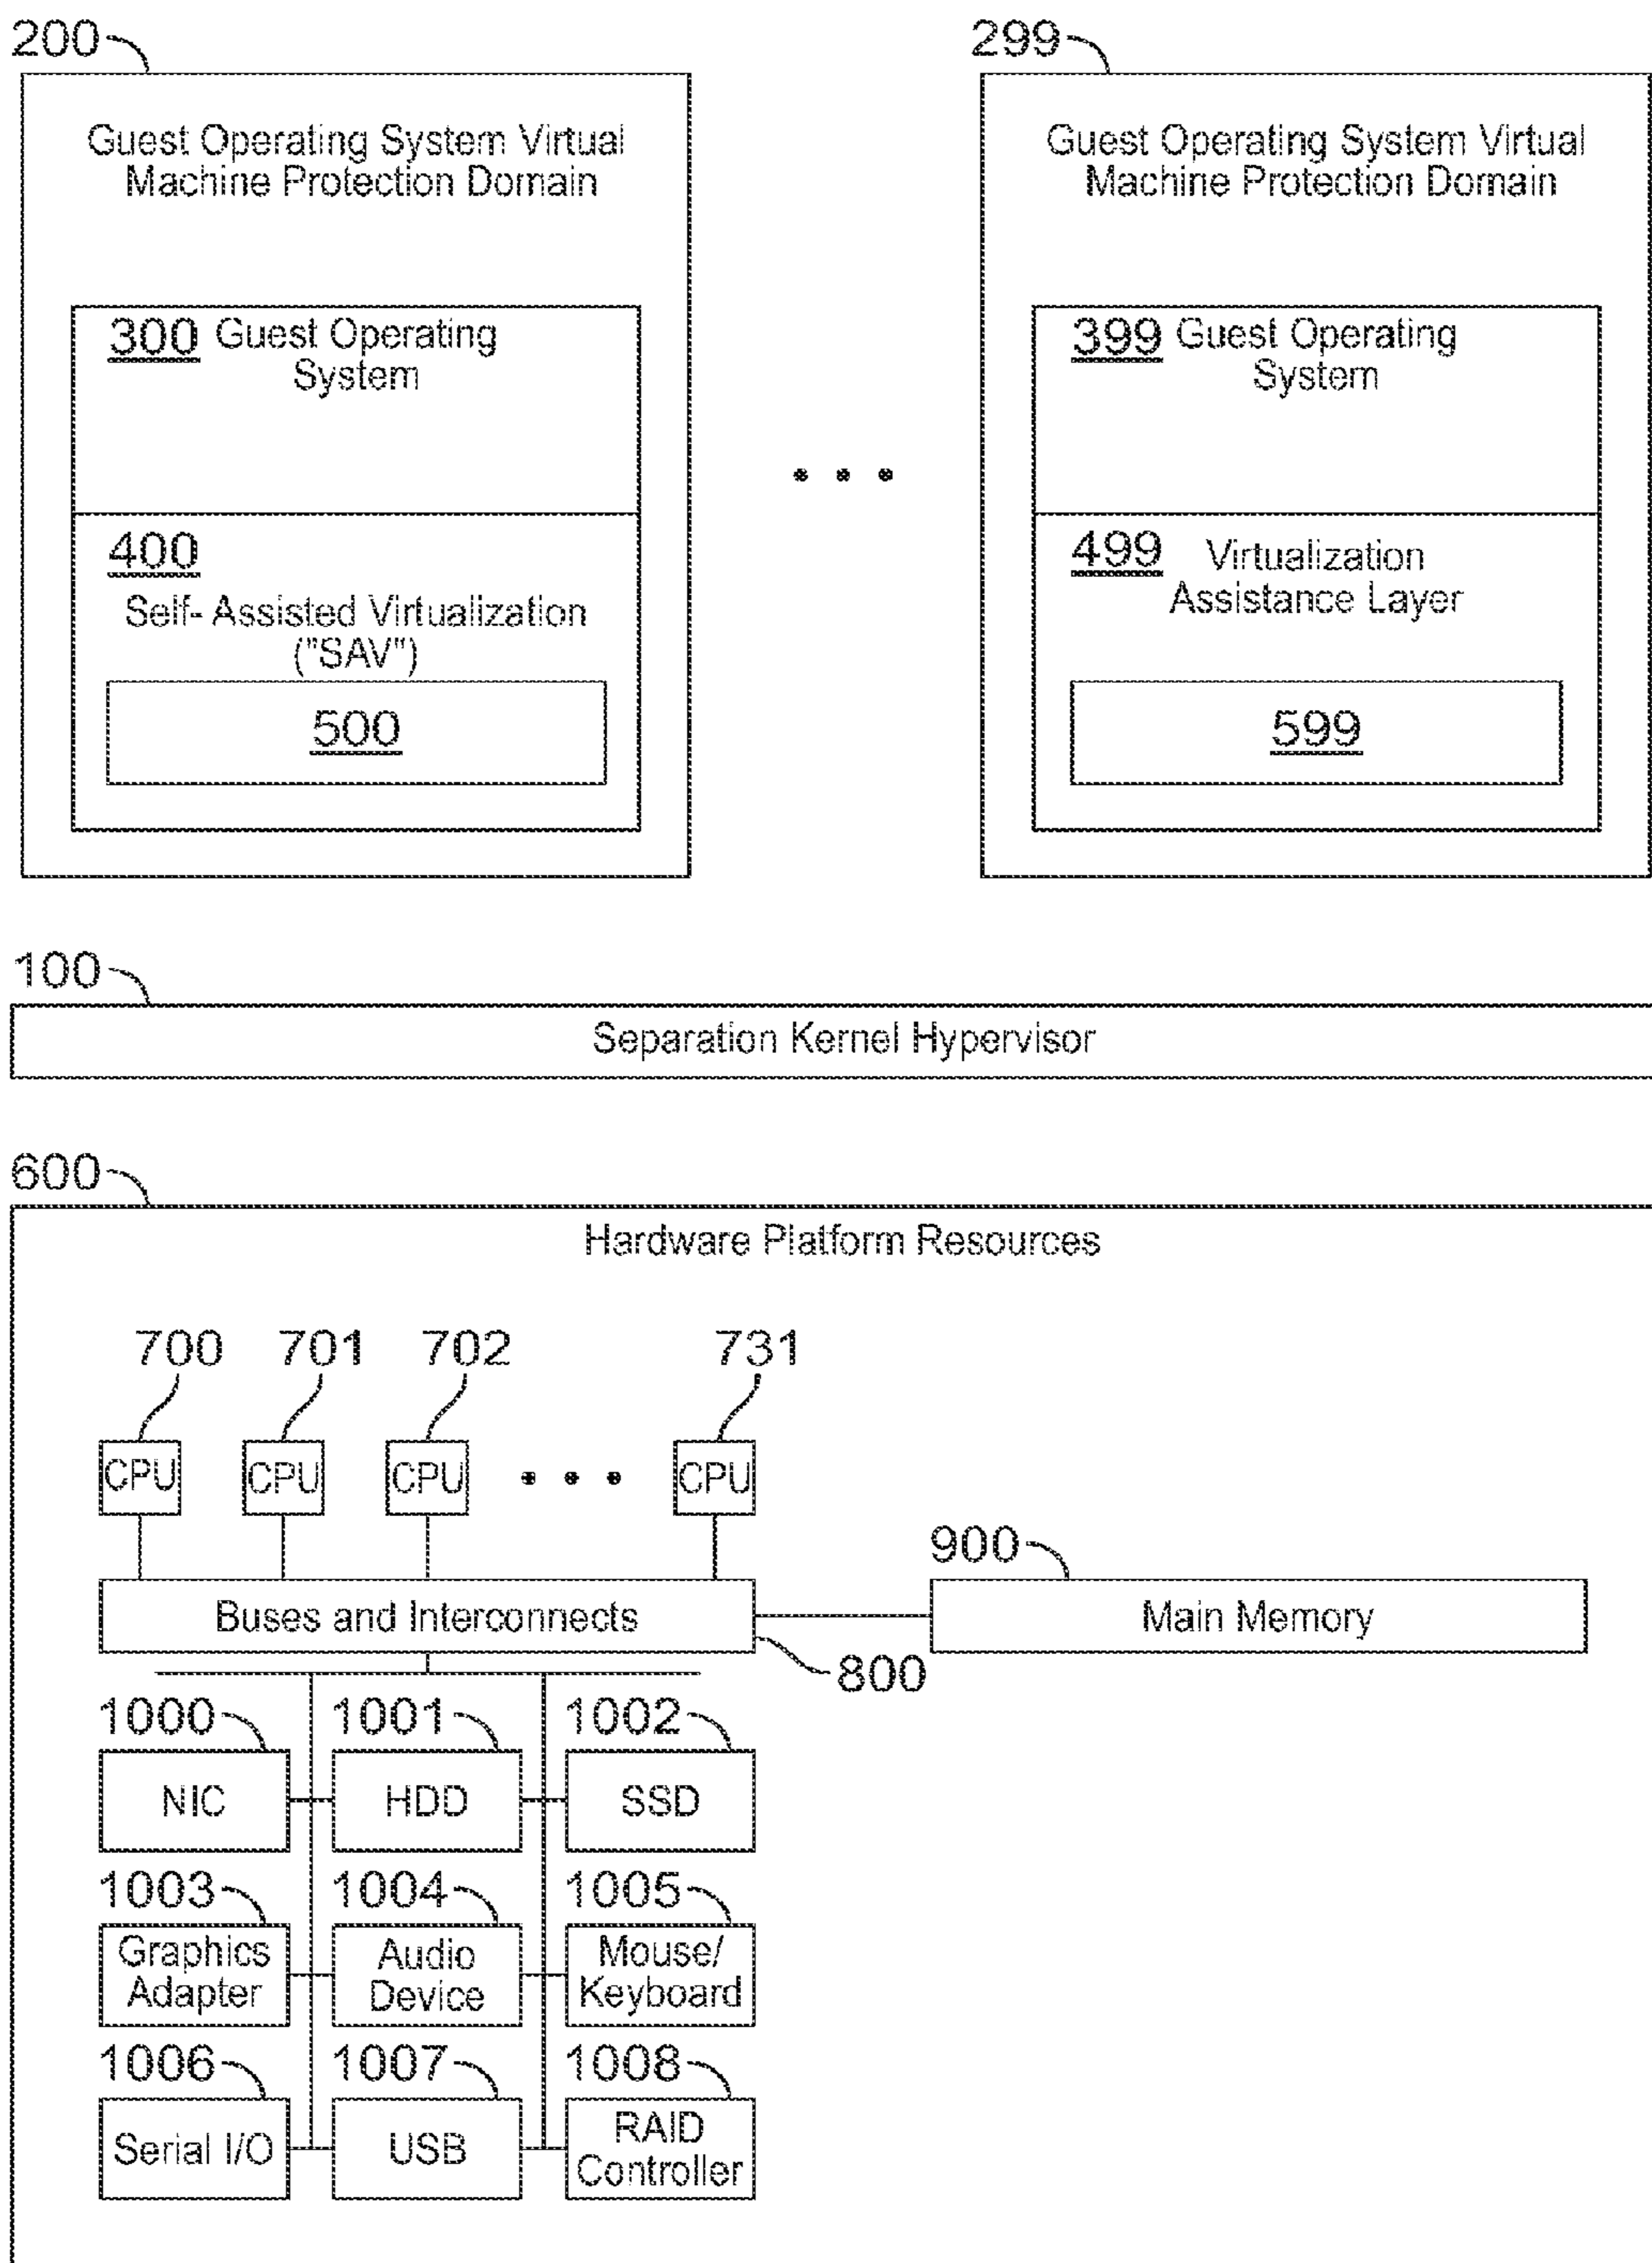 200
299
Guest Operating System Virtual
Machine Protection Domain
Guest Operating System Virtual
Machine Protection Domain
300 Guest Operating
System
399 Guest Operating
System
400
Self- Assisted Virtualization
("SAV")
500
499 Virtualization
Assistance Layer
599
100
Separation Kernel Hypervisor
600
Hardware Platform Resources
700
701
702
731
CPU
CPU
CPU
CPU
900
Buses and Interconnects
Main Memory
800
1000
1001
1002
NIC
HDD
SSD
1003
1004
1005
Graphics
Adapter
Audio
Device
Mouse/
Keyboard
1006
1007
1008
Serial I/O
USB
RAID
Controller